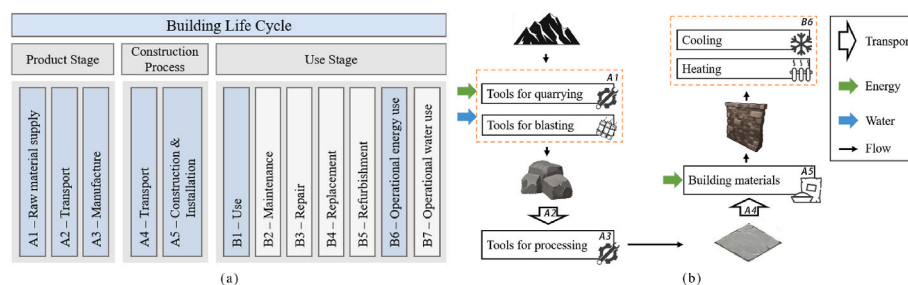 Building Life Cycle
Product Stage
Construction
Process
Use Stage
A1 – Raw material supply
A2 – Transport
A3 – Manufacture
A4 – Transport
A5 – Construction &
Installation
B1 – Use
B2 – Maintenance
B3 – Repair
B4 – Replacement
B5 – Refurbishment
B6 – Operational energy use
B7 – Operational water use
(a)
A1
Tools for quarrying
Tools for blasting
A2
A3
Tools for processing
B6
Cooling
Heating
A5
Building materials
A4
(b)
Transport
Energy
Water
Flow